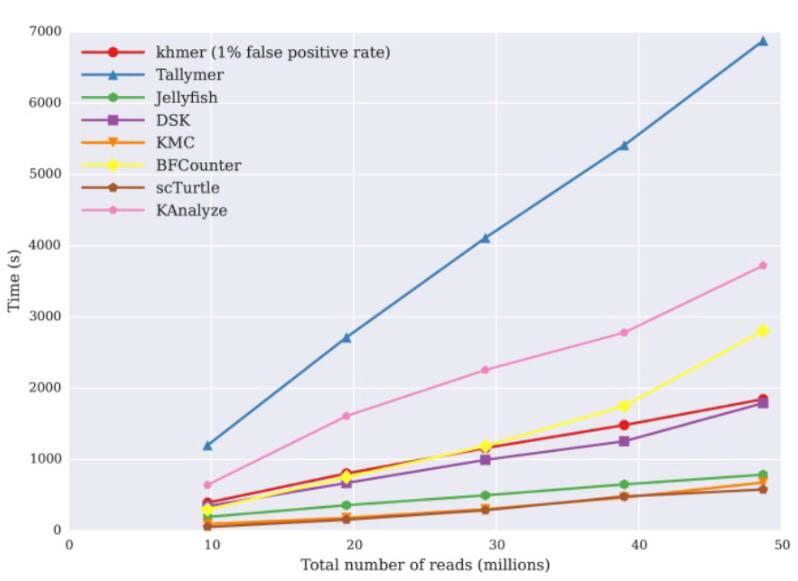 7000
6000
5000
4000
3000
2000
1000
0
Time (s)
khmer (1% false positive rate)
Tallymer
Jellyfish
DSK
KMC
BFCounter
scTurtle
KAnalyze
0 10 20 30 40 50
Total number of reads (millions)